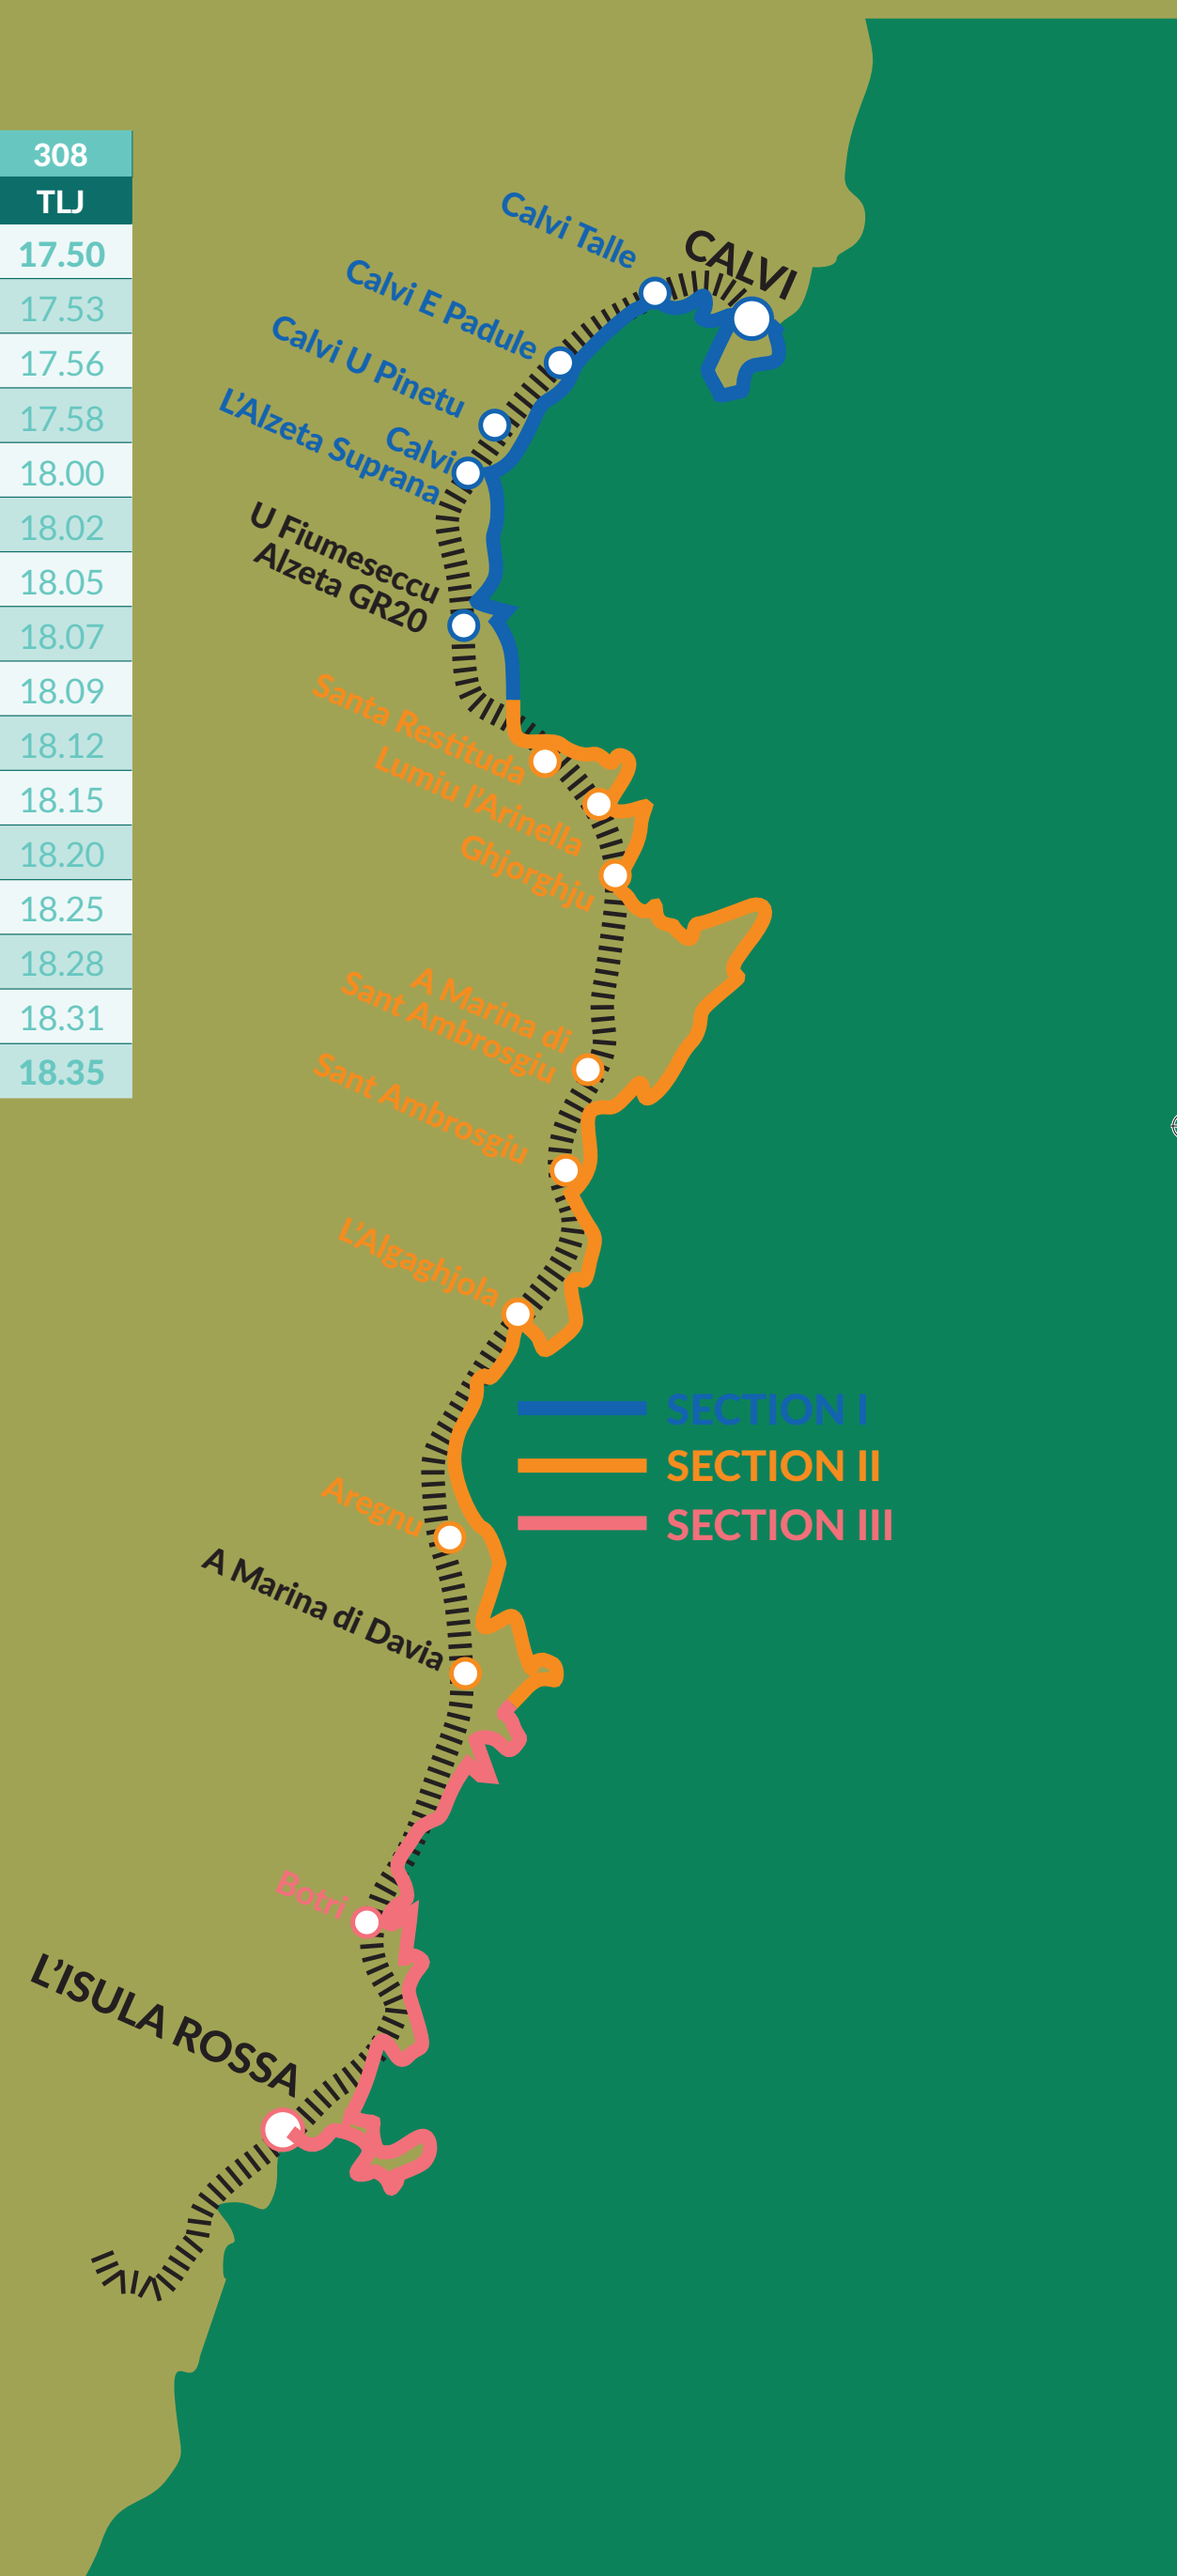 308
TLJ
17.50
17.53
17.56
17.58
18.00
18.02
18.05
18.07
18.09
18.12
18.15
18.20
18.25
18.28
18.31
18.35
CALVI
Calvi Talle
Calvi E Padule
Calvi U Pinetu
Calvi
L'Alzeta Suprana
U Fiumeseccu
Alzeta GR20
Santa Restituda
Lumiu l'Arinella
Ghjorghju
A Marina di
Sant Ambrosgiu
Sant Ambrosgiu
L'Algaghjola
SECTION I
SECTION II
SECTION III
Aregnu
A Marina di Davia
Botri
L'ISULA ROSSA